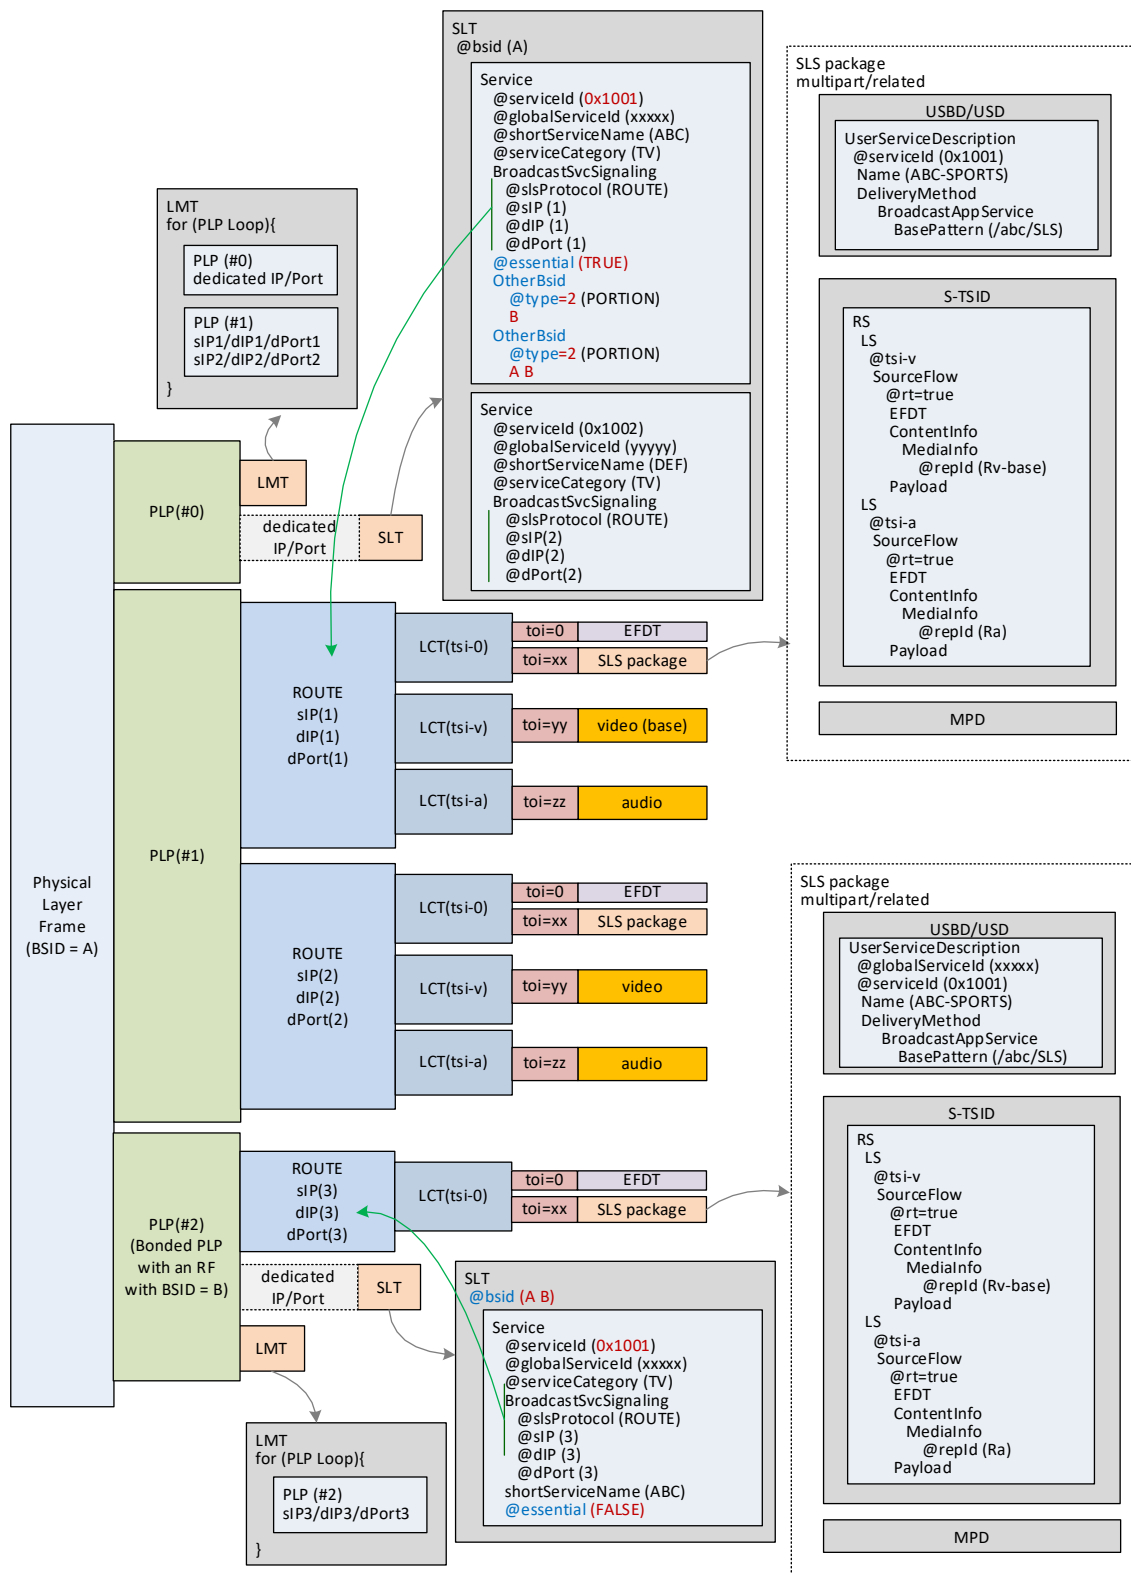 SLT
@bsid (A)
Service
@serviceId (0x1001)
@globalServiceId (xxxxx)
@shortServiceName (ABC)
@serviceCategory (TV)
BroadcastSvcSignaling
@slsProtocol (ROUTE)
@sIP (1)
@dIP (1)
@dPort (1)
@essential (TRUE)
OtherBsid
@type=2 (PORTION)
B
OtherBsid
@type=2 (PORTION)
A B
Service
@serviceId (0x1002)
@globalServiceId (yyyyy)
@shortServiceName (DEF)
@serviceCategory (TV)
BroadcastSvcSignaling
@slsProtocol (ROUTE)
@sIP(2)
@dIP(2)
@dPort(2)
SLS package
multipart/related
USBD/USD
UserServiceDescription
@serviceId (0x1001)
Name (ABC-SPORTS)
DeliveryMethod
BroadcastAppService
BasePattern (/abc/SLS)
S-TSID
RS
LS
@tsi-v
SourceFlow
@rt=true
EFDT
ContentInfo
MediaInfo
@repId (Rv-base)
Payload
LS
@tsi-a
SourceFlow
@rt=true
EFDT
ContentInfo
MediaInfo
@repId (Ra)
Payload
MPD
LMT
for (PLP Loop){
PLP (#0)
dedicated IP/Port
PLP (#1)
sIP1/dIP1/dPort1
sIP2/dIP2/dPort2
}
Physical
Layer
Frame
(BSID = A)
PLP(#0)
LMT
dedicated
IP/Port
SLT
PLP(#1)
ROUTE
sIP(1)
dIP(1)
dPort(1)
LCT(tsi-0)
toi=0
EFDT
toi=xx
SLS package
LCT(tsi-v)
toi=yy
video (base)
LCT(tsi-a)
toi=zz
audio
ROUTE
sIP(2)
dIP(2)
dPort(2)
LCT(tsi-0)
toi=0
EFDT
toi=xx
SLS package
LCT(tsi-v)
toi=yy
video
LCT(tsi-a)
toi=zz
audio
PLP(#2)
(Bonded PLP
with an RF
with BSID = B)
ROUTE
sIP(3)
dIP(3)
dPort(3)
LCT(tsi-0)
toi=0
EFDT
toi=xx
SLS package
dedicated
IP/Port
SLT
LMT
SLT
@bsid (A B)
Service
@serviceId (0x1001)
@globalServiceId (xxxxx)
@serviceCategory (TV)
BroadcastSvcSignaling
@slsProtocol (ROUTE)
@sIP (3)
@dIP (3)
@dPort (3)
shortServiceName (ABC)
@essential (FALSE)
LMT
for (PLP Loop){
PLP (#2)
sIP3/dIP3/dPort3
}
SLS package
multipart/related
USBD/USD
UserServiceDescription
@globalServiceId (xxxxx)
@serviceId (0x1001)
Name (ABC-SPORTS)
DeliveryMethod
BroadcastAppService
BasePattern (/abc/SLS)
S-TSID
RS
LS
@tsi-v
SourceFlow
@rt=true
EFDT
ContentInfo
MediaInfo
@repId (Rv-base)
Payload
LS
@tsi-a
SourceFlow
@rt=true
EFDT
ContentInfo
MediaInfo
@repId (Ra)
Payload
MPD